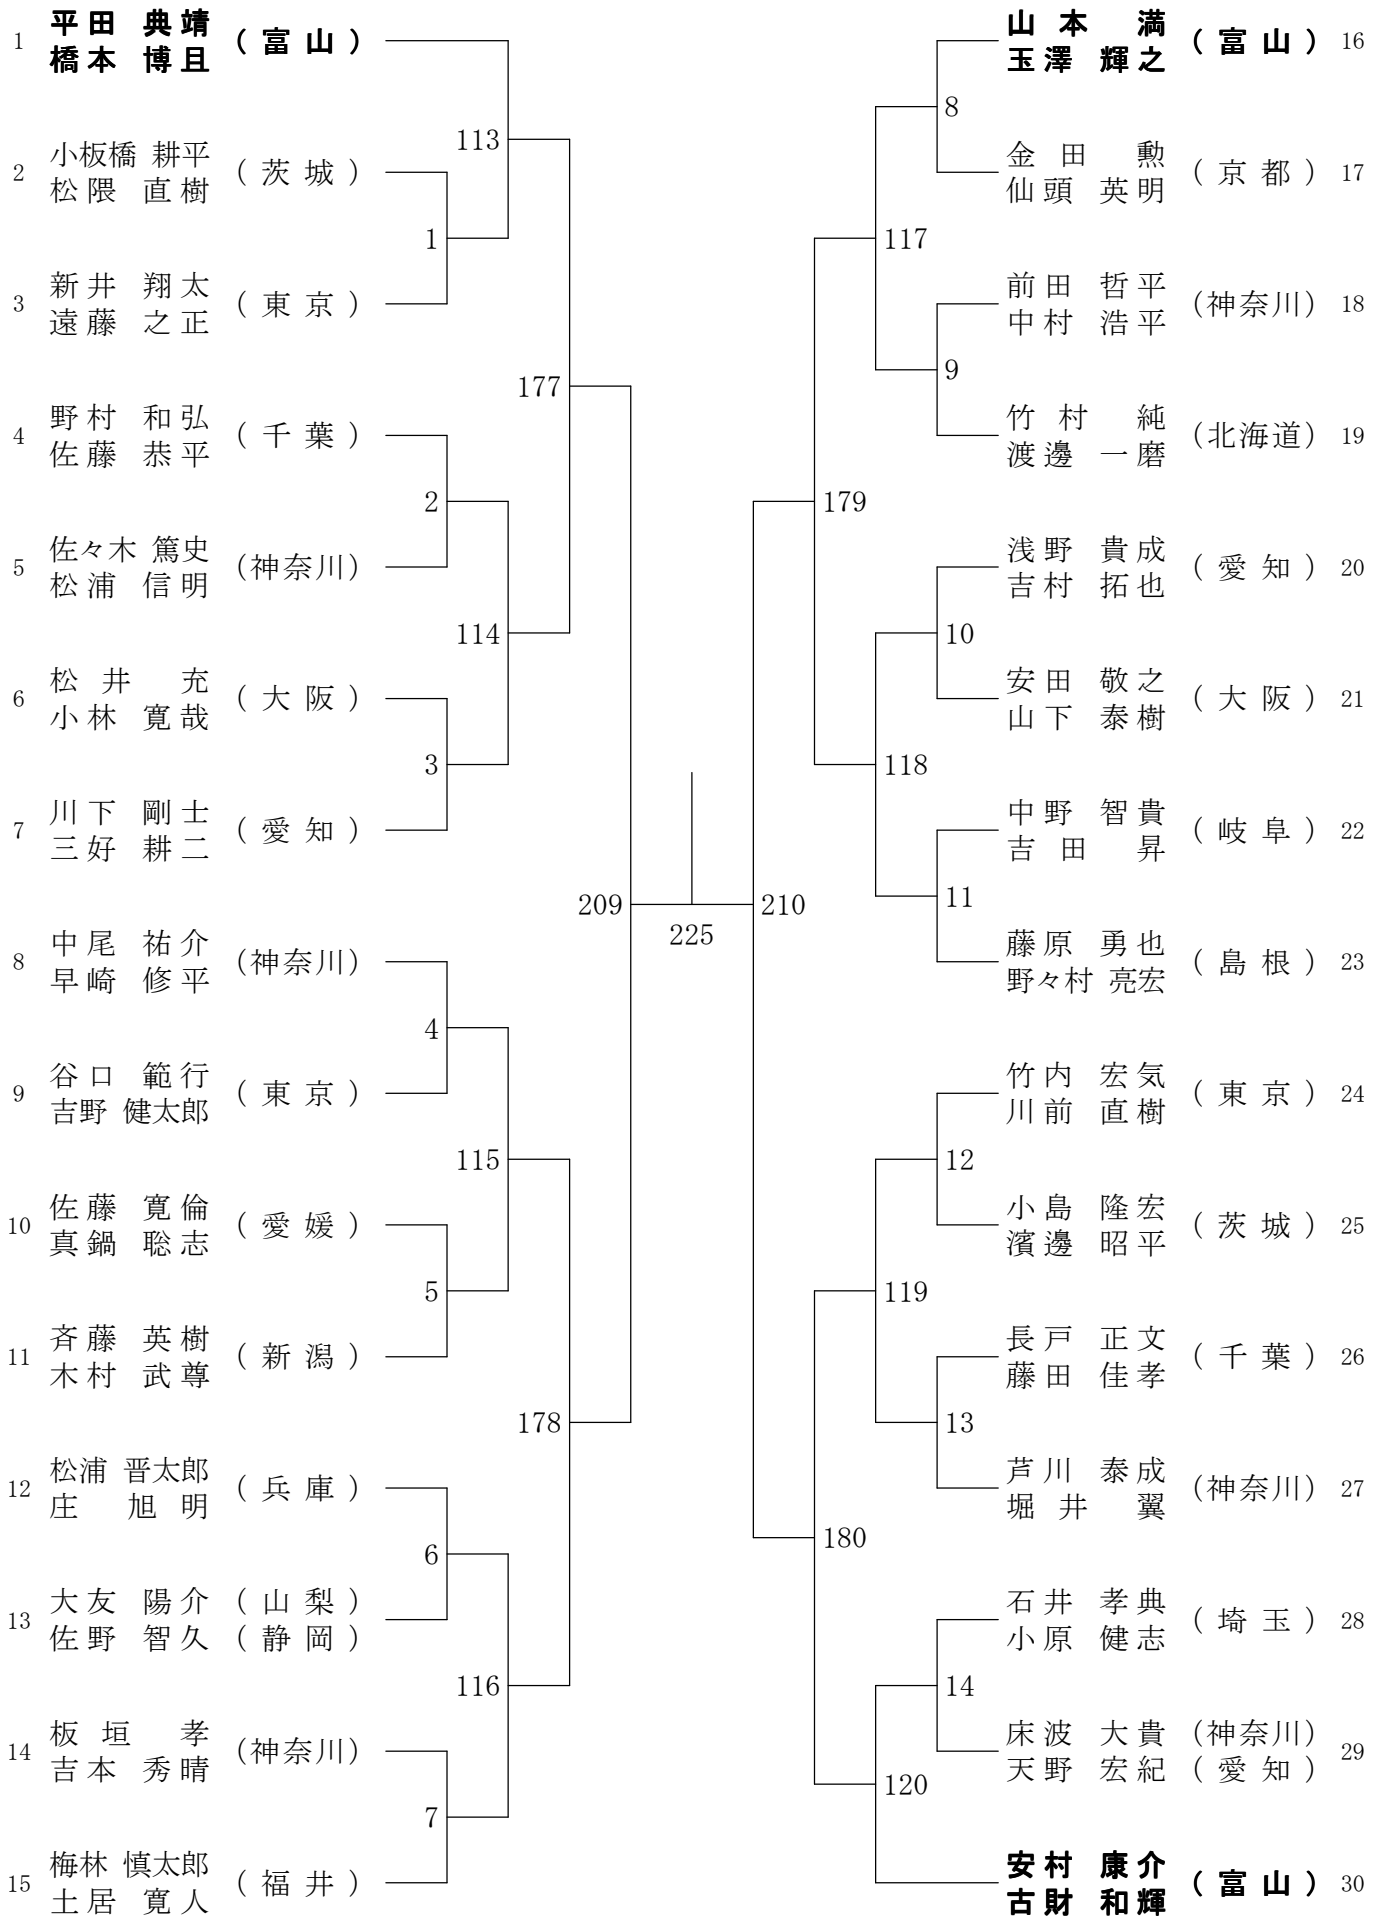 1 平田 典靖 (富山)
橋本 博且
2 小板橋 耕平 (茨城)
松隈 直樹
3 新井 翔太 (東京)
遠藤 之正
4 野村 和弘 (千葉)
佐藤 恭平
5 佐々木 篤史 (神奈川)
松浦 信明
6 松井 充 (大阪)
小林 寛哉
7 川下 剛士 (愛知)
三好 耕二
8 中尾 祐介 (神奈川)
早崎 修平
9 谷口 範行 (東京)
吉野 健太郎
10 佐藤 寛倫 (愛媛)
真鍋 聡志
11 斉藤 英樹 (新潟)
木村 武尊
12 松浦 晋太郎 (兵庫)
庄 旭明
13 大友 陽介 (山梨)
佐野 智久 (静岡)
14 板垣 孝 (神奈川)
吉本 秀晴
15 梅林 慎太郎 (福井)
土居 寛人
113
1
177
2
114
3
209
4
115
5
178
6
116
7
225
8
117
9
179
10
118
11
210
12
119
13
180
14
120
山本 満 (富山) 16
玉澤 輝之
金田 勲 (京都) 17
仙頭 英明
前田 哲平 (神奈川) 18
中村 浩平
竹村 純 (北海道) 19
渡邊 一磨
浅野 貴成 (愛知) 20
吉村 拓也
安田 敬之 (大阪) 21
山下 泰樹
中野 智貴 (岐阜) 22
吉田 昇
藤原 勇也 (島根) 23
野々村 亮宏
竹内 宏気 (東京) 24
川前 直樹
小島 隆宏 (茨城) 25
濱邊 昭平
長戸 正文 (千葉) 26
藤田 佳孝
芦川 泰成 (神奈川) 27
堀井 翼
石井 孝典 (埼玉) 28
小原 健志
床波 大貴 (神奈川) 29
天野 宏紀 (愛知)
安村 康介 (富山) 30
古財 和輝